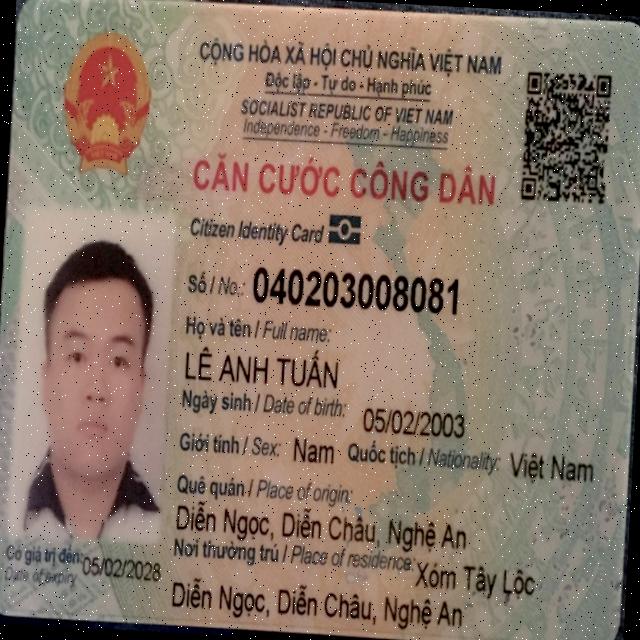 CỘNG HÒA XÃ HỘI CHỦ NGHĨA VIỆT NAM
Độc lập - Tự do - Hạnh phúc
SOCIALIST REPUBLIC OF VIET NAM
Independence - Freedom - Happiness
CĂN CƯỚC CÔNG DÂN
Citizen Identity Card
Số / No.: 040203008081
Họ và tên / Full name:
LÊ ANH TUẤN
Ngày sinh / Date of birth: 05/02/2003
Giới tính / Sex: Nam Quốc tịch / Nationality: Việt Nam
Quê quán / Place of origin:
Diễn Ngọc, Diễn Châu, Nghệ An
Nơi thường trú / Place of residence: Xóm Tây Lộc
Diễn Ngọc, Diễn Châu, Nghệ An
Có giá trị đến: 05/02/2028
Date of expiry